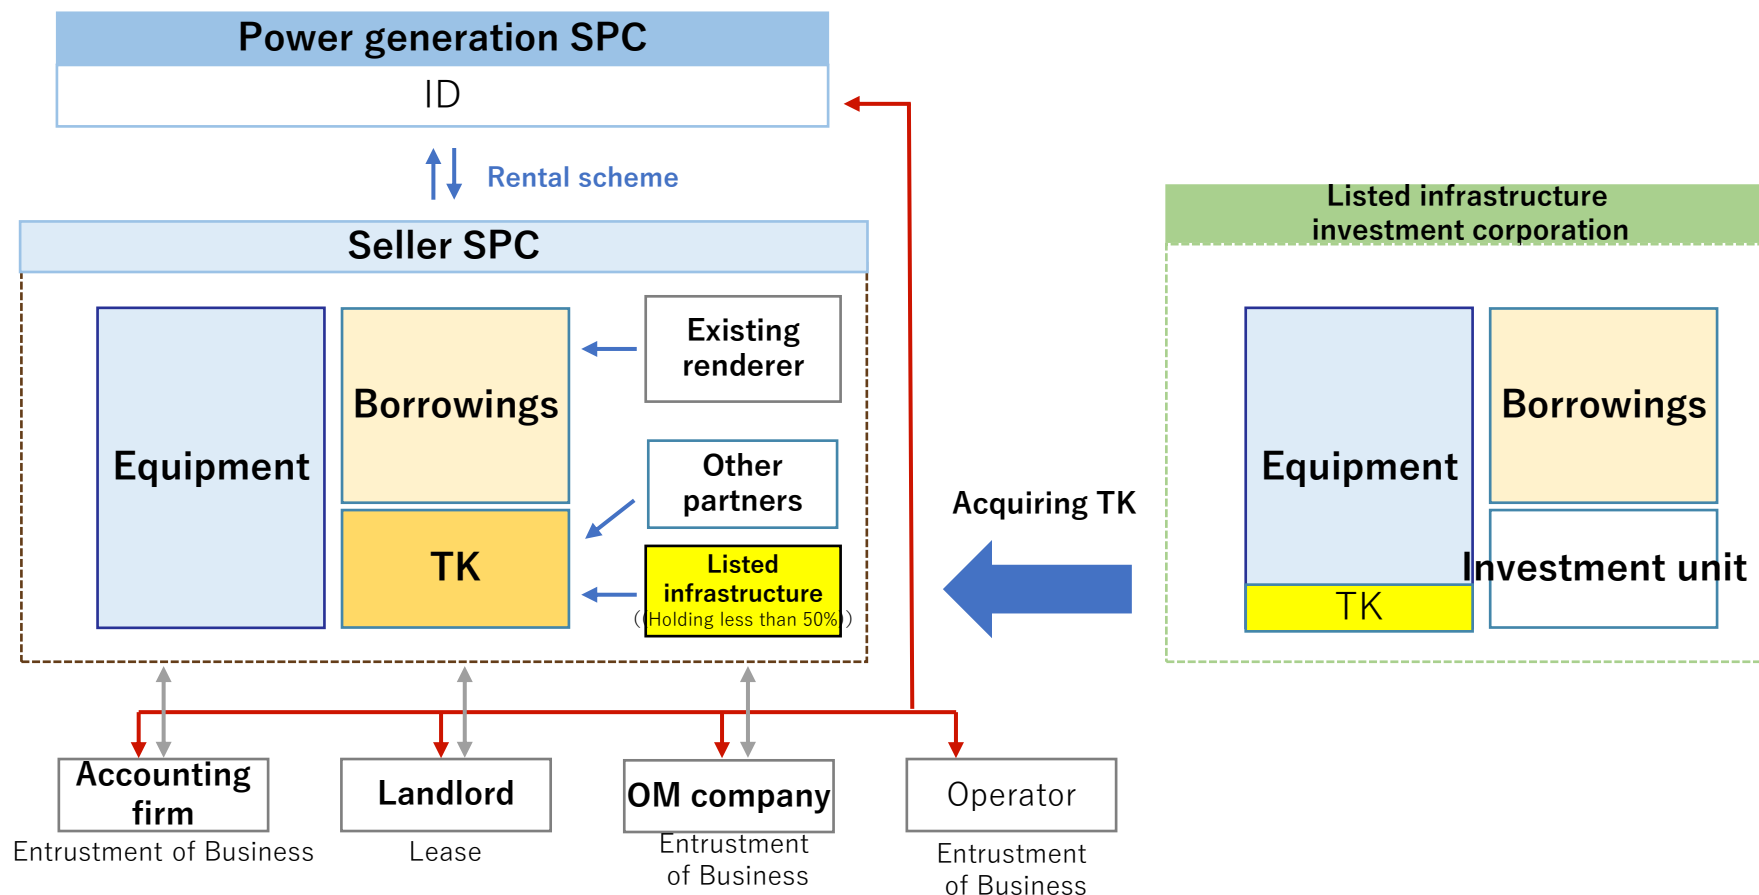 Power generation SPC
ID
Rental scheme
Seller SPC
Equipment
Borrowings
TK
Existing
renderer
Other
partners
Listed
infrastructure
((Holding less than 50%))
Acquiring TK
Listed infrastructure
investment corporation
Equipment
TK
Borrowings
Investment unit
Accounting
firm
Entrustment of Business
Landlord
Lease
OM company
Entrustment
of Business
Operator
Entrustment
of Business